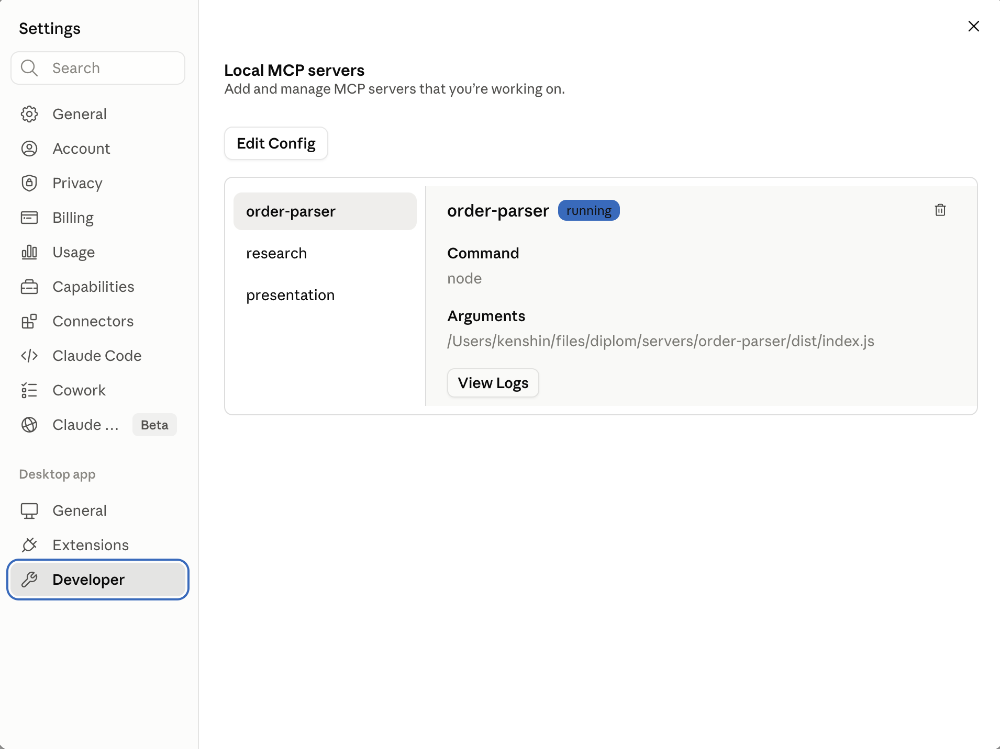 Settings
Search
General
Account
Privacy
Billing
Usage
Capabilities
Connectors
Claude Code
Cowork
Claude ... Beta
Desktop app
General
Extensions
Developer
Local MCP servers
Add and manage MCP servers that you’re working on.
Edit Config
order-parser
research
presentation
order-parser running
Command
node
Arguments
/Users/kenshin/files/diplom/servers/order-parser/dist/index.js
View Logs